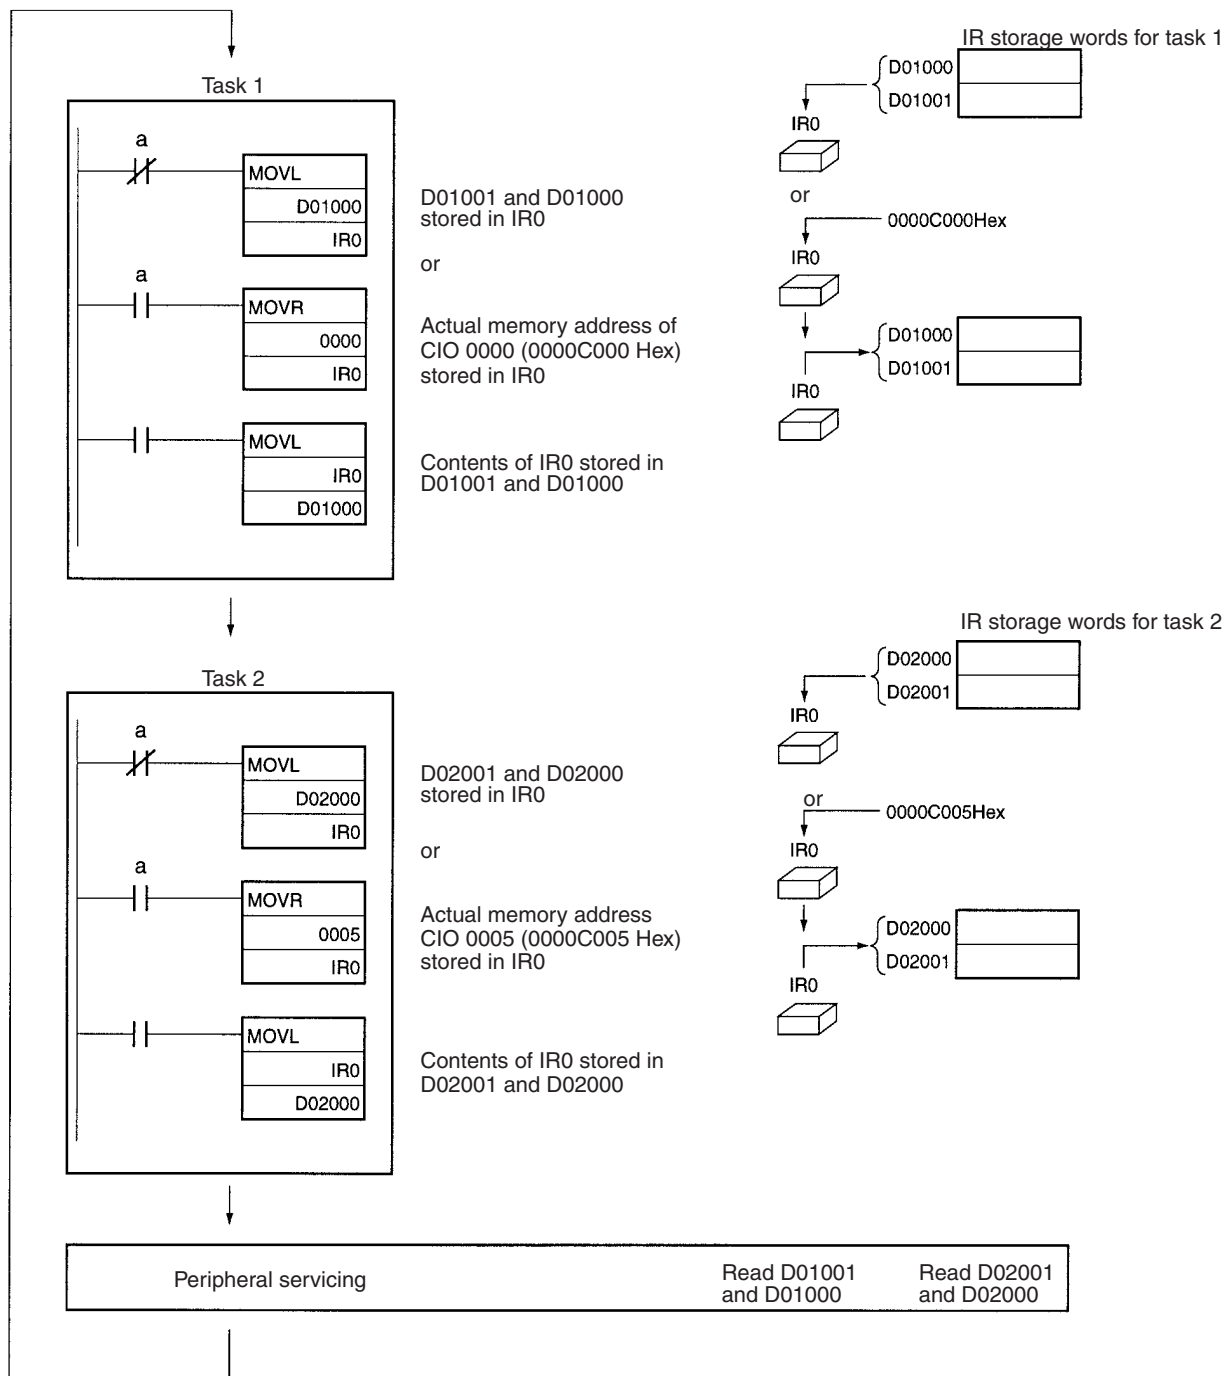 IR storage words for task 1
Task 1
a
MOVL
D01000
IR0
D01001 and D01000
stored in IR0
or
a
MOVR
0000
IR0
Actual memory address of
CIO 0000 (0000C000 Hex)
stored in IR0
MOVL
IR0
D01000
Contents of IR0 stored in
D01001 and D01000
D01000
D01001
IR0
or
0000C000Hex
IR0
D01000
D01001
IR0
IR storage words for task 2
Task 2
a
MOVL
D02000
IR0
D02001 and D02000
stored in IR0
or
a
MOVR
0005
IR0
Actual memory address
CIO 0005 (0000C005 Hex)
stored in IR0
MOVL
IR0
D02000
Contents of IR0 stored in
D02001 and D02000
D02000
D02001
IR0
or
0000C005Hex
IR0
D02000
D02001
IR0
Peripheral servicing
Read D01001
and D01000
Read D02001
and D02000